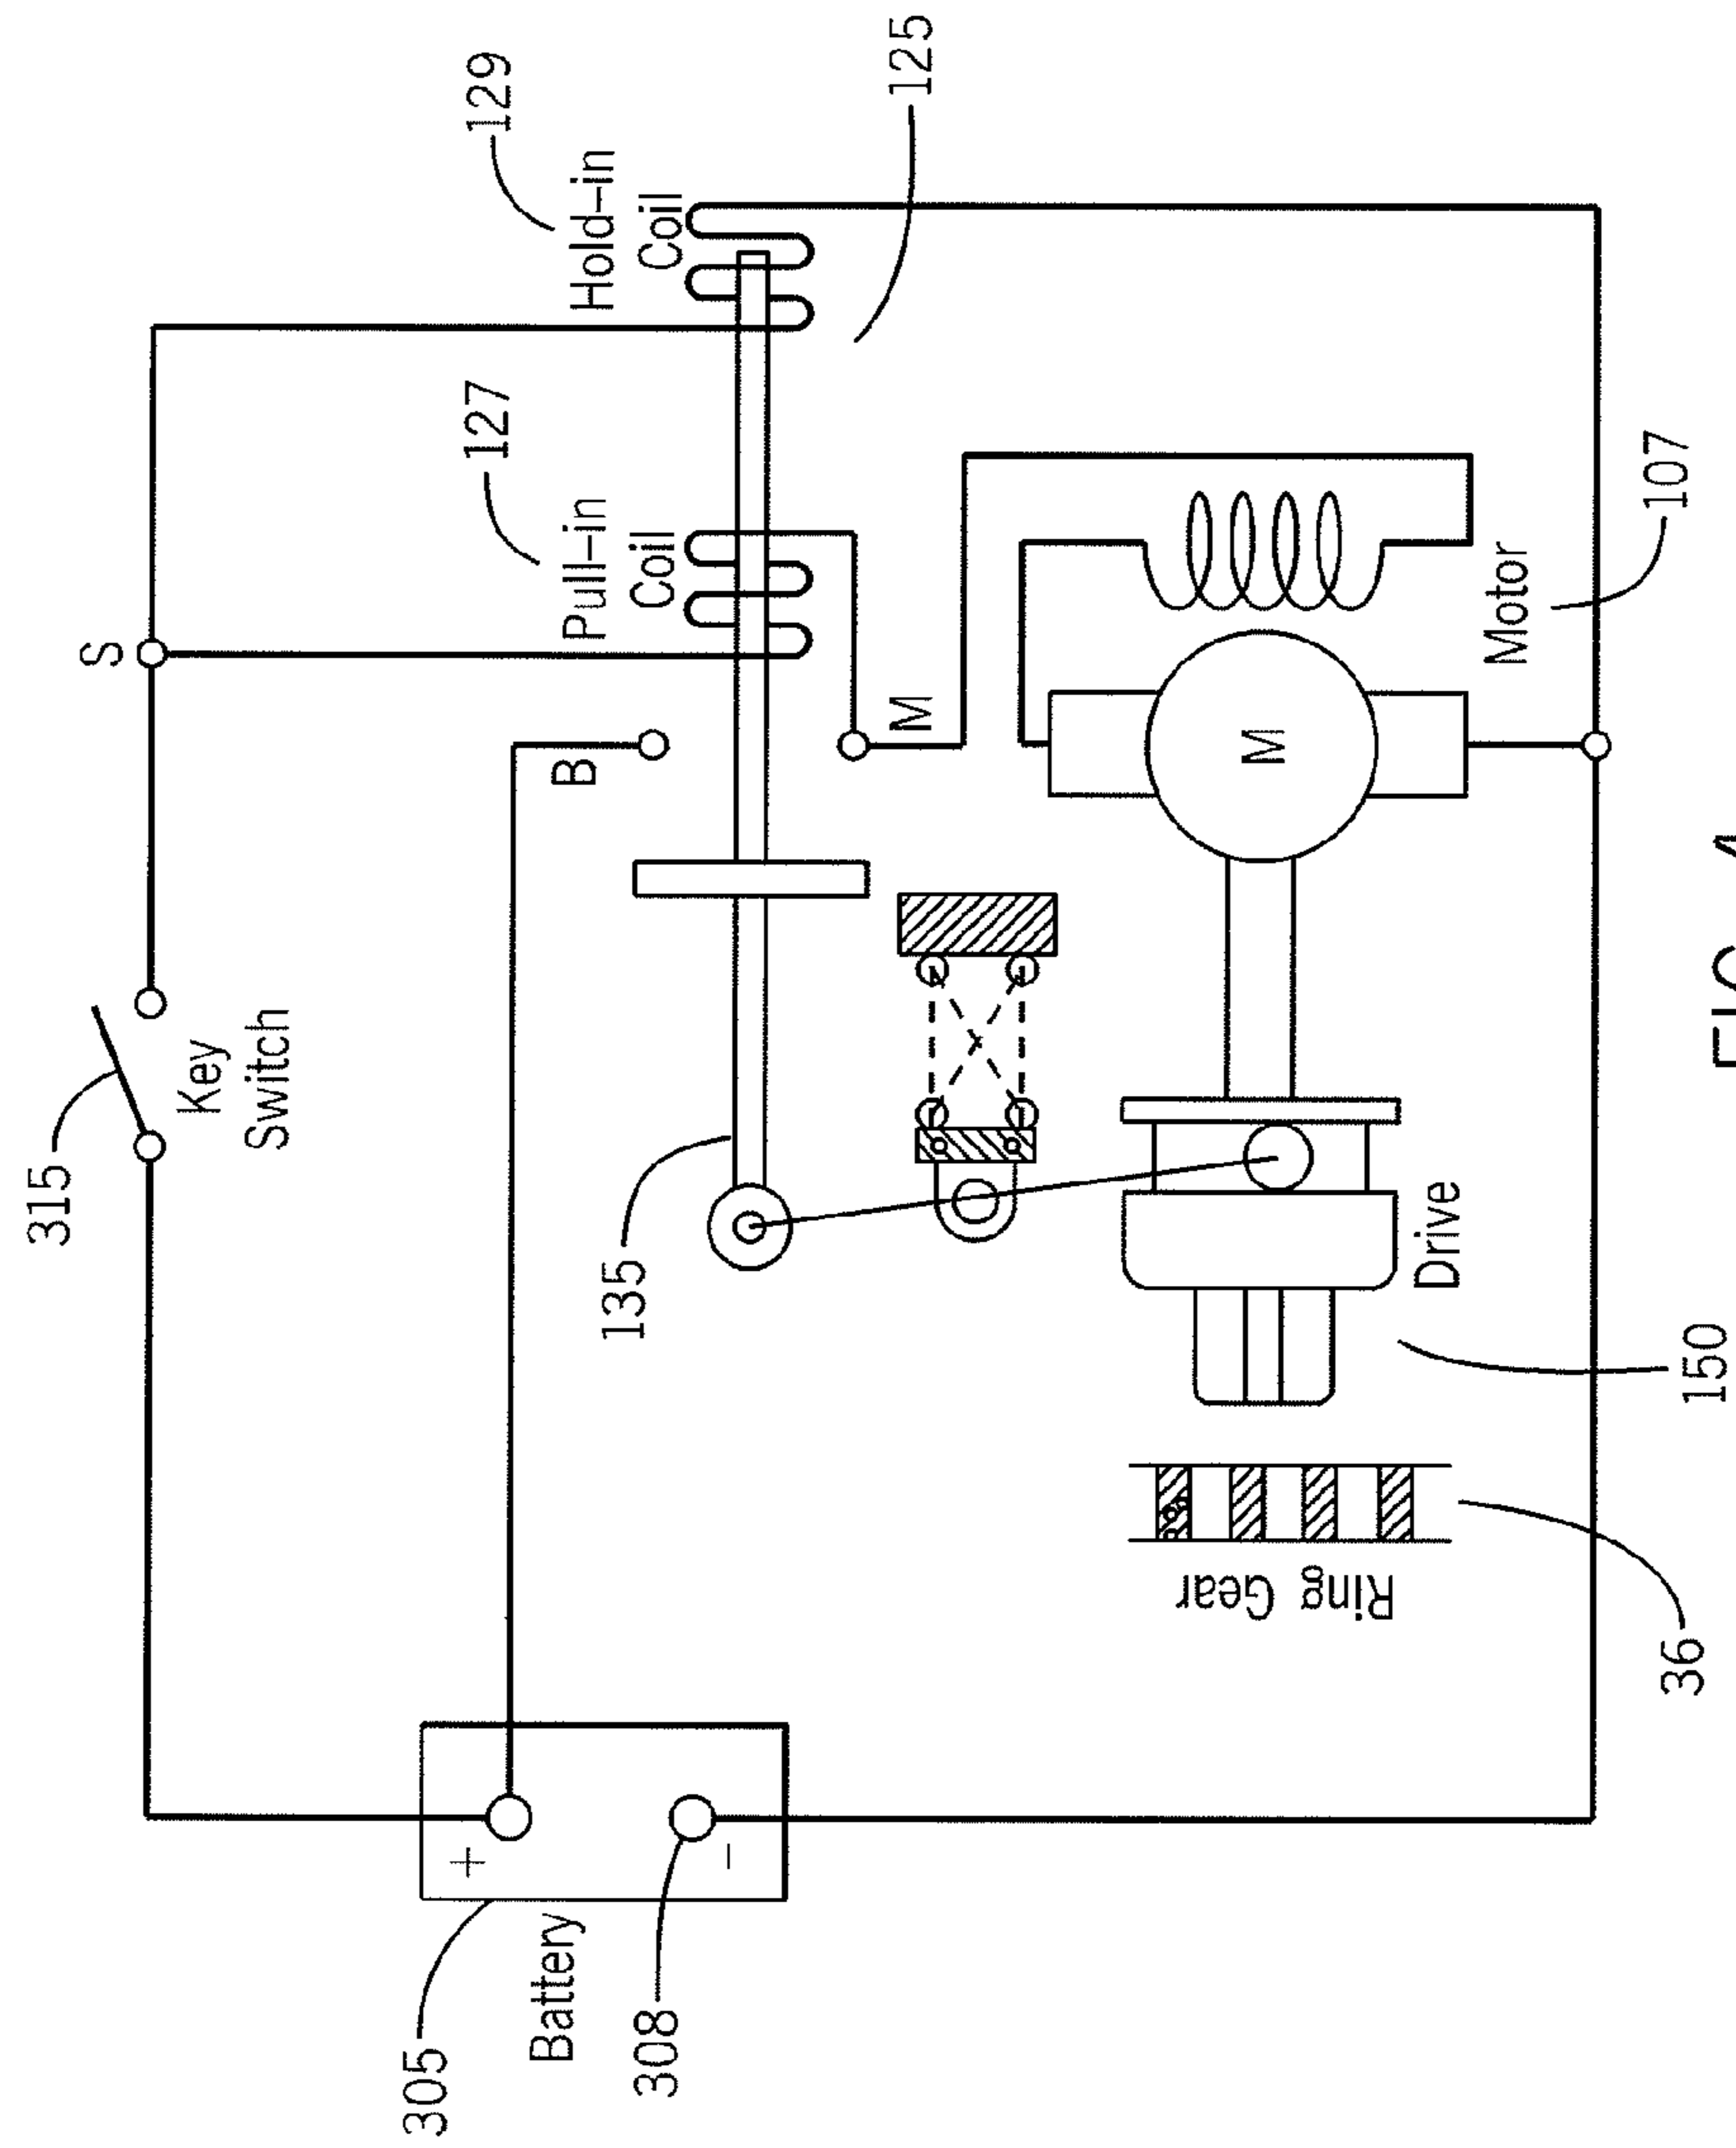 315
Key
Switch
S
129
Hold-in
Coil
127
Pull-in
Coil
125
B
M
135
305
Battery
+
308
-
M
Motor
107
Drive
150
Ring Gear
36